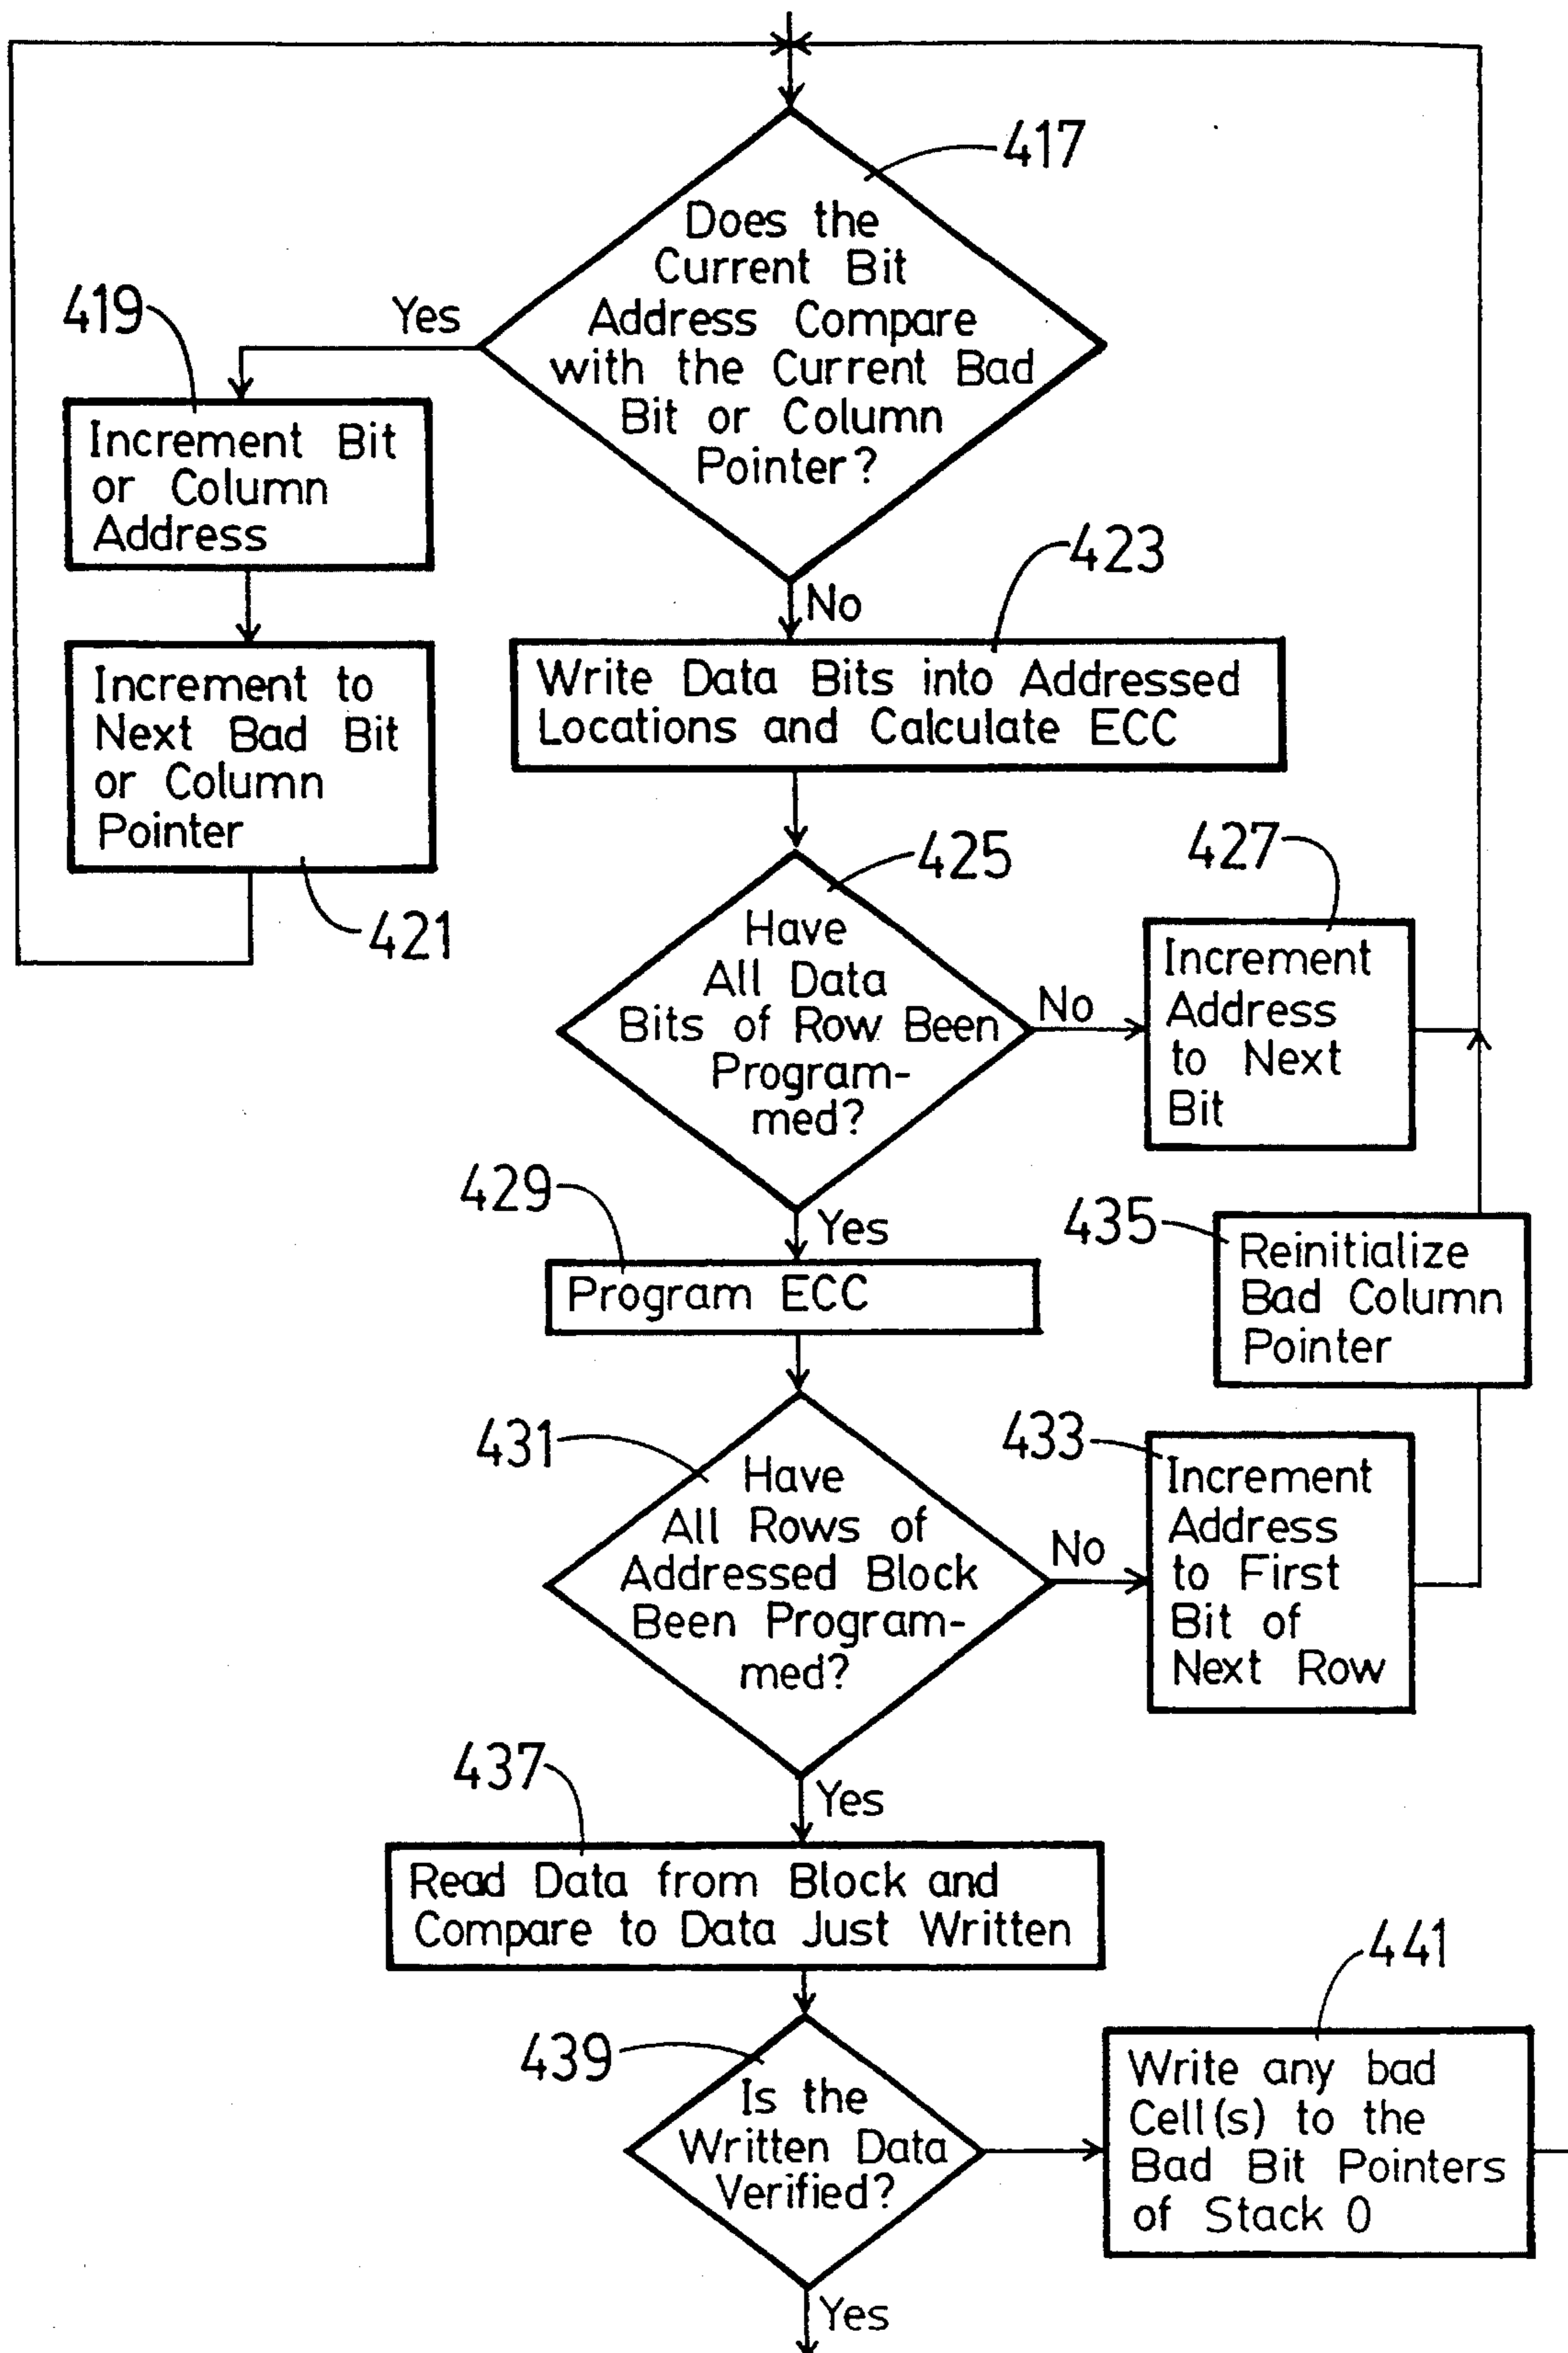 417
Does the
Current Bit
Address Compare
with the Current Bad
Bit or Column
Pointer?
Yes
419
Increment Bit
or Column
Address
Increment to
Next Bad Bit
or Column
Pointer
421
No
423
Write Data Bits into Addressed
Locations and Calculate ECC
425
Have
All Data
Bits of Row Been
Program-
med?
No
427
Increment
Address
to Next
Bit
Yes
429
Program ECC
435
Reinitialize
Bad Column
Pointer
431
Have
All Rows of
Addressed Block
Been Program-
med?
No
433
Increment
Address
to First
Bit of
Next Row
Yes
437
Read Data from Block and
Compare to Data Just Written
439
Is the
Written Data
Verified?
441
Write any bad
Cell(s) to the
Bad Bit Pointers
of Stack 0
Yes